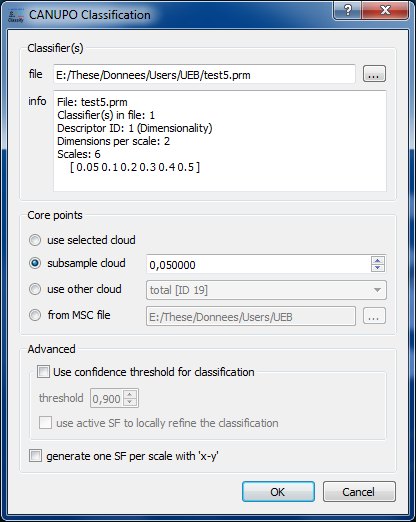 CANUPO Classification
Classifier(s)
file E:/These/Donnees/Users/UEB/test5.prm ...
info File: test5.prm
Classifier(s) in file: 1
Descriptor ID: 1 (Dimensionality)
Dimensions per scale: 2
Scales: 6
[ 0.05 0.1 0.2 0.3 0.4 0.5 ]
Core points
use selected cloud
subsample cloud 0,050000
use other cloud total [ID 19]
from MSC file E:/These/Donnees/Users/UEB ...
Advanced
Use confidence threshold for classification
threshold 0,900
use active SF to locally refine the classification
generate one SF per scale with 'x-y'
OK Cancel